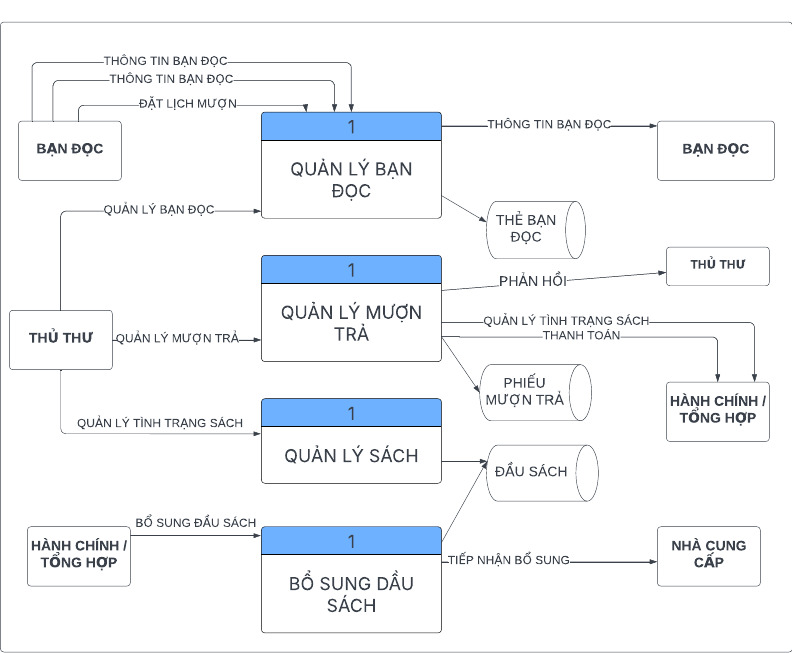 THÔNG TIN BẠN ĐỌC
THÔNG TIN BẠN ĐỌC
ĐẶT LỊCH MƯỢN
BẠN ĐỌC
1
QUẢN LÝ BẠN
ĐỌC
THÔNG TIN BẠN ĐỌC
BẠN ĐỌC
QUẢN LÝ BẠN ĐỌC
THẺ BẠN
ĐỌC
1
QUẢN LÝ MƯỢN
TRẢ
PHẢN HỒI
THỦ THƯ
THỦ THƯ
QUẢN LÝ MƯỢN TRẢ
QUẢN LÝ TÌNH TRẠNG SÁCH
THANH TOÁN
PHIẾU
MƯỢN TRẢ
HÀNH CHÍNH /
TỔNG HỢP
QUẢN LÝ TÌNH TRẠNG SÁCH
1
QUẢN LÝ SÁCH
ĐẦU SÁCH
HÀNH CHÍNH /
TỔNG HỢP
BỔ SUNG ĐẦU SÁCH
1
BỔ SUNG DẦU
SÁCH
TIẾP NHẬN BỔ SUNG
NHÀ CUNG
CẤP